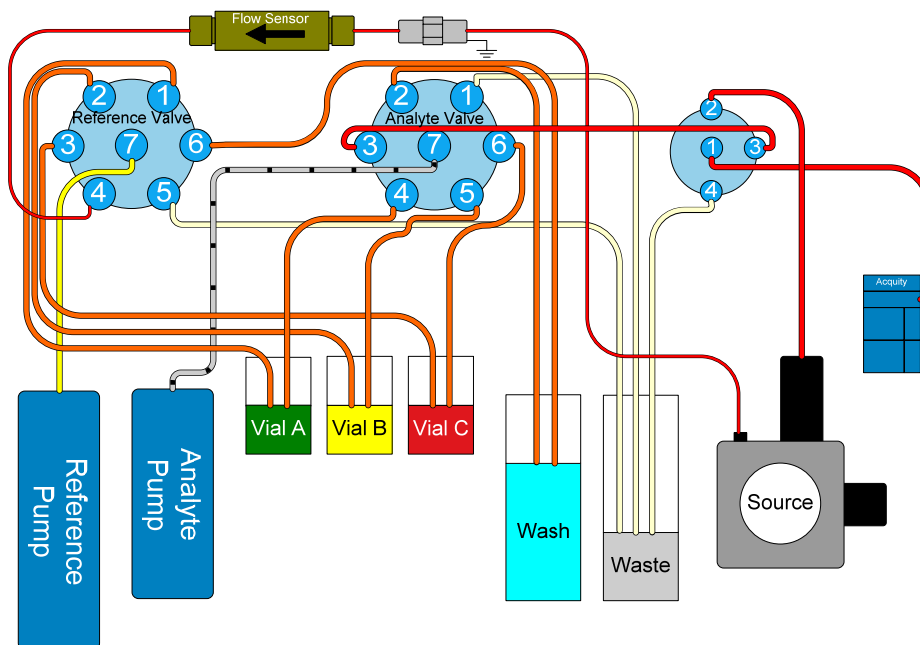 Flow Sensor
2
1
Reference Valve
3
7
6
4
5
2
1
Analyte Valve
3
7
6
4
5
2
1
3
4
Acquity
Vial A
Vial B
Vial C
Reference
Pump
Analyte
Pump
Wash
Waste
Source